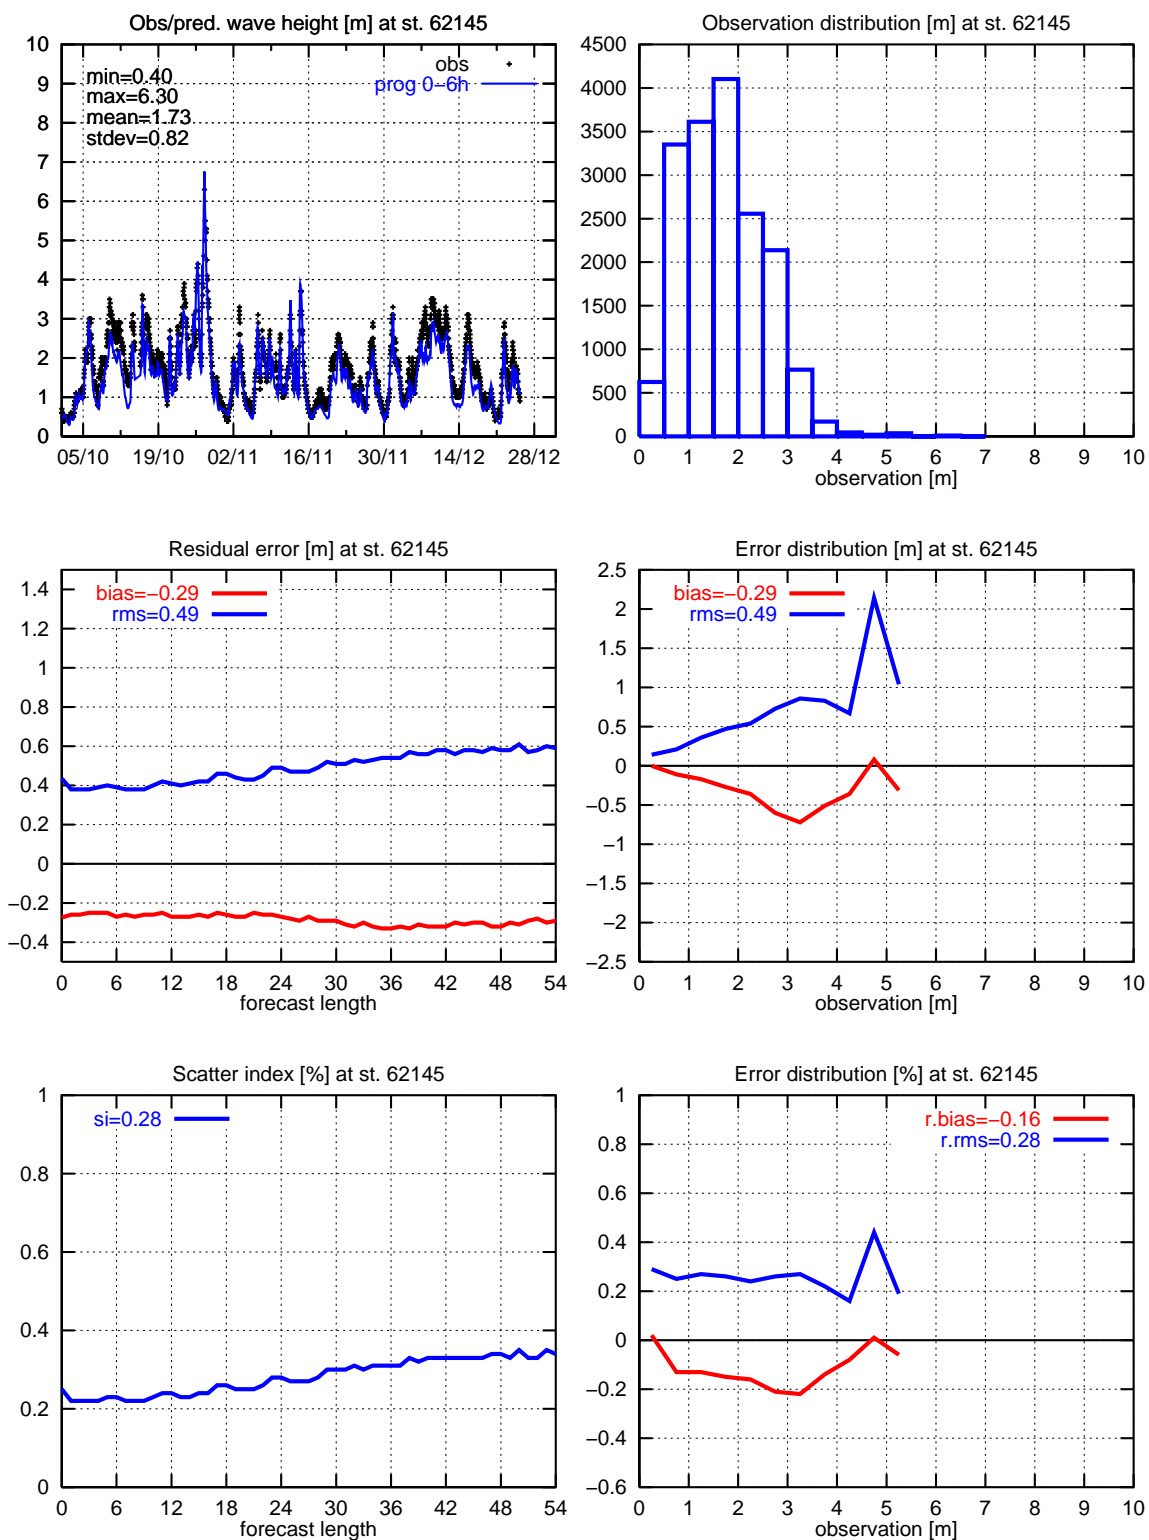 Obs/pred. wave height [m] at st. 62145
10
9
8
7
6
5
4
3
2
1
0
min=0.40
max=6.30
mean=1.73
stdev=0.82
obs
prog 0−6h
05/10 19/10 02/11 16/11 30/11 14/12 28/12
Observation distribution [m] at st. 62145
4500
4000
3500
3000
2500
2000
1500
1000
500
0
0 1 2 3 4 5 6 7 8 9 10
observation [m]
Residual error [m] at st. 62145
1.4
1.2
1
0.8
0.6
0.4
0.2
0
−0.2
−0.4
bias=−0.29
rms=0.49
0 6 12 18 24 30 36 42 48 54
forecast length
Error distribution [m] at st. 62145
2.5
2
1.5
1
0.5
0
−0.5
−1
−1.5
−2
−2.5
bias=−0.29
rms=0.49
0 1 2 3 4 5 6 7 8 9 10
observation [m]
Scatter index [%] at st. 62145
1
0.8
0.6
0.4
0.2
0
si=0.28
0 6 12 18 24 30 36 42 48 54
forecast length
Error distribution [%] at st. 62145
1
0.8
0.6
0.4
0.2
0
−0.2
−0.4
−0.6
r.bias=−0.16
r.rms=0.28
0 1 2 3 4 5 6 7 8 9 10
observation [m]